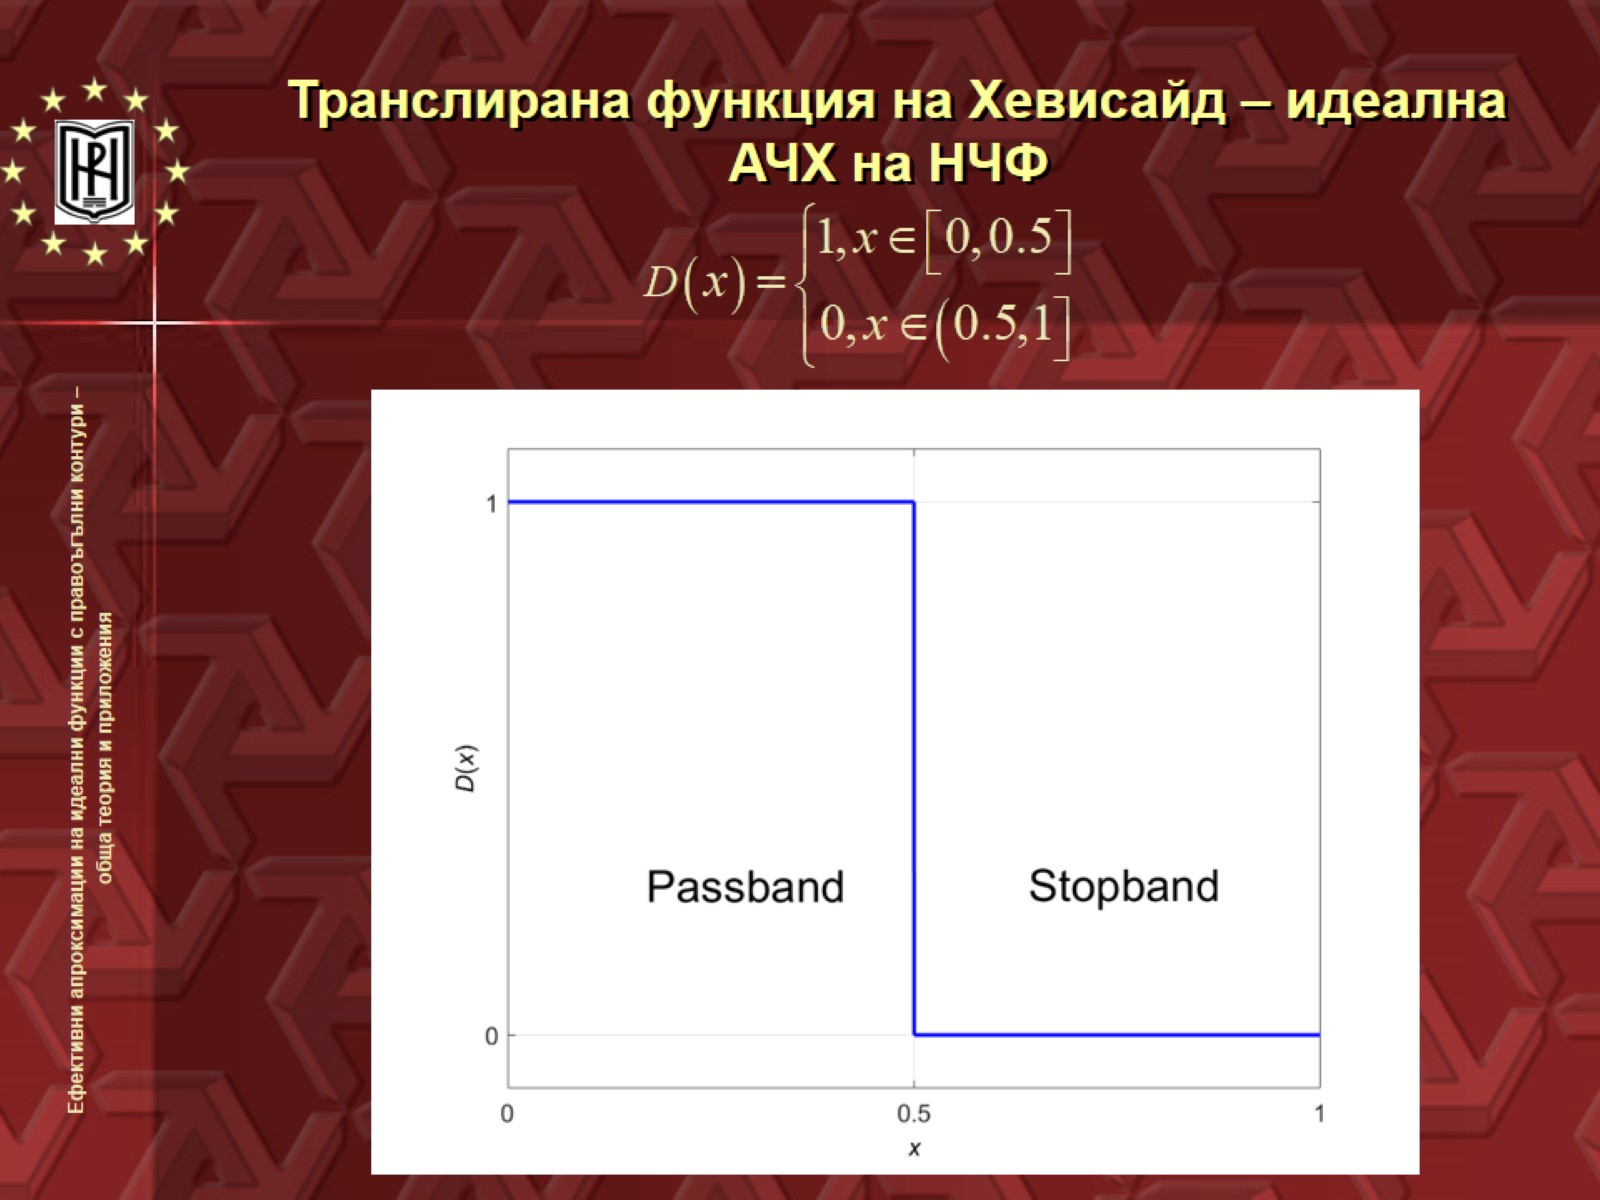 Транслирана функция на Хевисайд – идеална
АЧХ на НЧФ
D(x) = {1, x ∈ [0, 0.5]
0, x ∈ (0.5, 1]
Ефективни апроксимации на идеални функции с правоъгълни контури –
обща теория и приложения
1
D(x)
Passband
Stopband
0
0
0.5
1
x